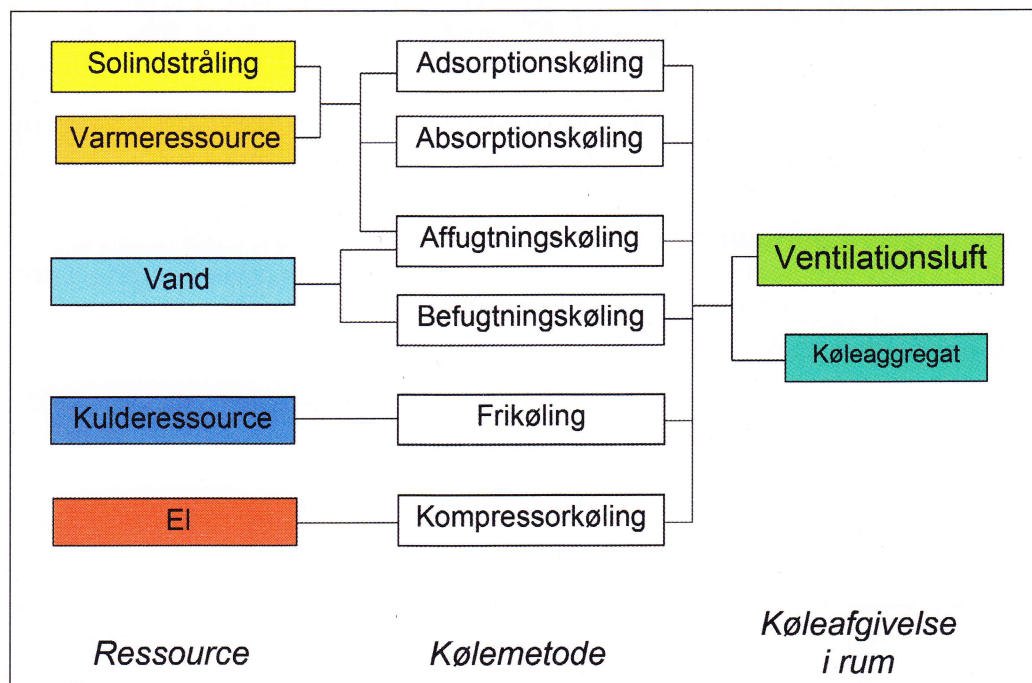 Solindstråling
Varmeressource
Vand
Kulderessource
El
Adsorptionskøling
Absorptionskøling
Affugtningskøling
Befugtningskøling
Frikøling
Kompressorkøling
Ventilationsluft
Køleaggregat
Ressource
Kølemetode
Køleafgivelse
i rum